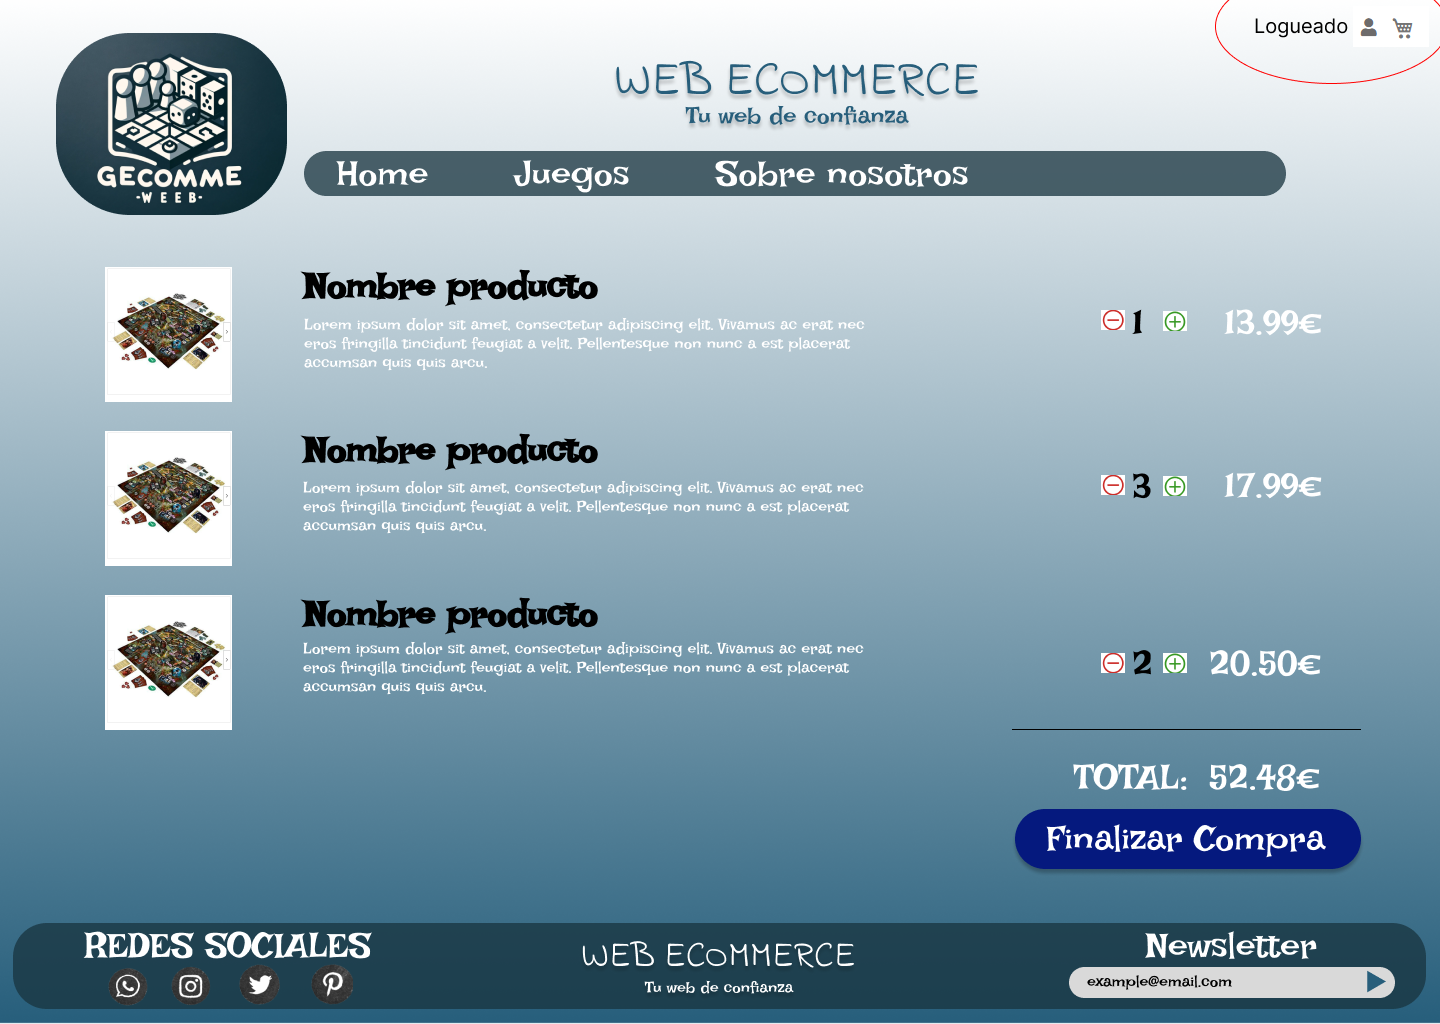 Logueado
WEB ECOMMERCE
Tu web de confianza
GECOMME
-WEEB-
Home Juegos Sobre nosotros
Nombre producto
Lorem ipsum dolor sit amet, consectetur adipiscing elit. Vivamus ac erat nec
eros fringilla tincidunt feugiat a velit. Pellentesque non nunc a est placerat
accumsan quis quis arcu.
1 13.99€
Nombre producto
Lorem ipsum dolor sit amet, consectetur adipiscing elit. Vivamus ac erat nec
eros fringilla tincidunt feugiat a velit. Pellentesque non nunc a est placerat
accumsan quis quis arcu.
3 17.99€
Nombre producto
Lorem ipsum dolor sit amet, consectetur adipiscing elit. Vivamus ac erat nec
eros fringilla tincidunt feugiat a velit. Pellentesque non nunc a est placerat
accumsan quis quis arcu.
2 20.50€
TOTAL: 52.48€
Finalizar Compra
REDES SOCIALES
WEB ECOMMERCE
Tu web de confianza
Newsletter
example@email.com